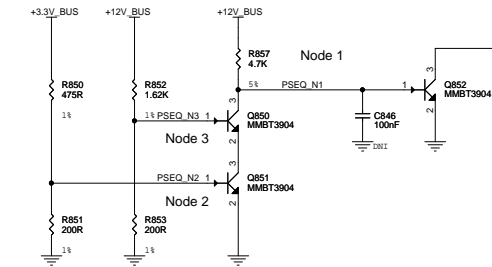 +3.3V_BUS +12V_BUS +12V_BUS
R857
4.7K
5%
Node 1
R850
475R
1%
R852
1.62K
1%
PSEQ_N1
1
3
Q852
MMBT3904
2
PSEQ_N3 1
3
Q850
MMBT3904
2
C846
100nF
DNI
Node 3
PSEQ_N2 1
3
Q851
MMBT3904
2
Node 2
R851
200R
1%
R853
200R
1%